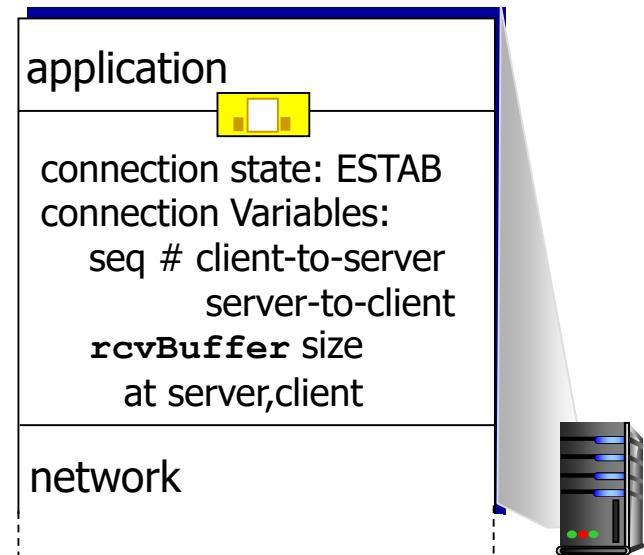 application
connection state: ESTAB
connection Variables:
seq # client-to-server
server-to-client
rcvBuffer size
at server,client
network